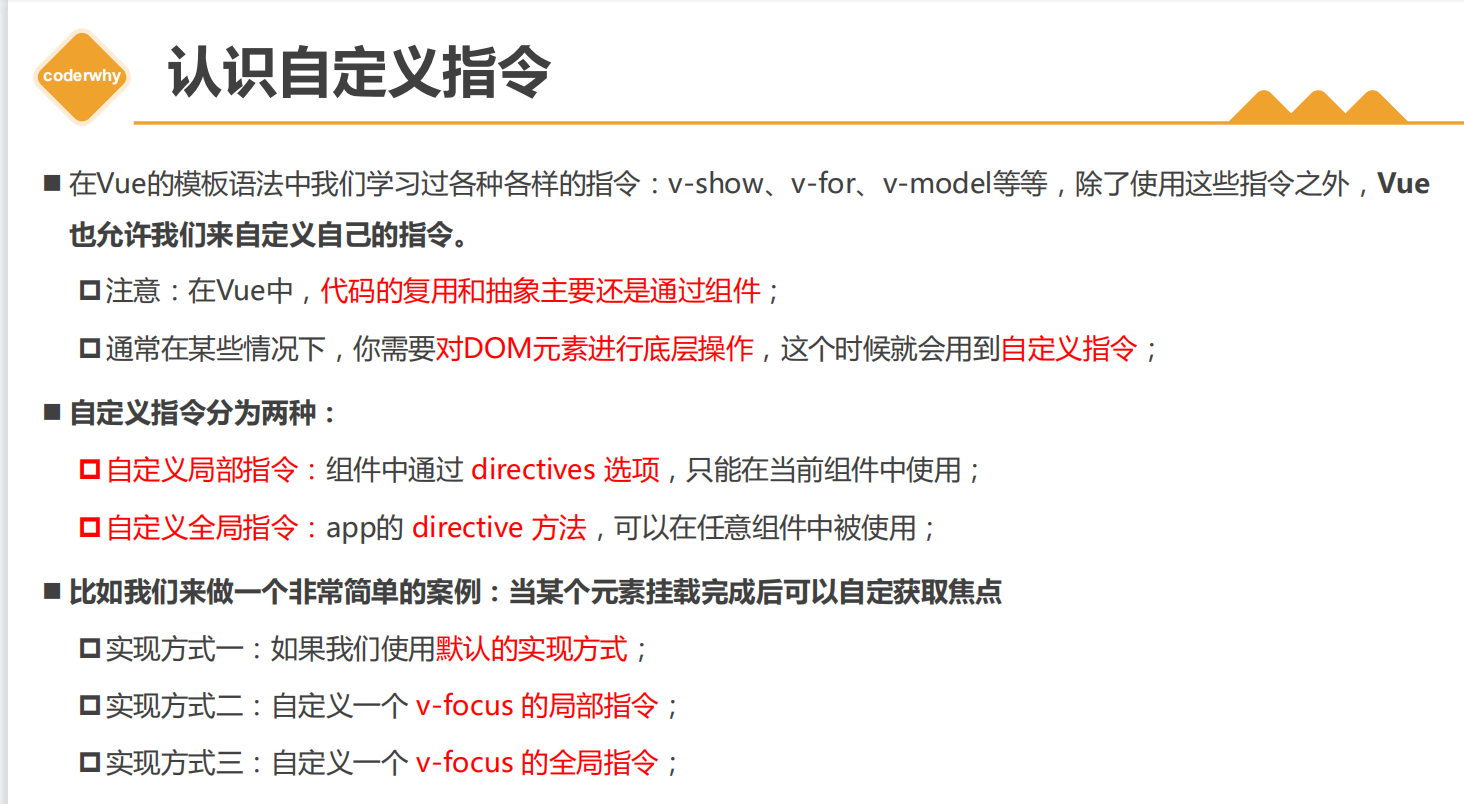 coderwhy
认识自定义指令
■ 在Vue的模板语法中我们学习过各种各样的指令：v-show、v-for、v-model等等，除了使用这些指令之外，Vue
也允许我们来自定义自己的指令。
注意：在Vue中，代码的复用和抽象主要还是通过组件；
通常在某些情况下，你需要对DOM元素进行底层操作，这个时候就会用到自定义指令；
■ 自定义指令分为两种：
自定义局部指令：组件中通过 directives 选项，只能在当前组件中使用；
自定义全局指令：app的 directive 方法，可以在任意组件中被使用；
■ 比如我们来做一个非常简单的案例：当某个元素挂载完成后可以自定获取焦点
实现方式一：如果我们使用默认的实现方式；
实现方式二：自定义一个 v-focus 的局部指令；
实现方式三：自定义一个 v-focus 的全局指令；